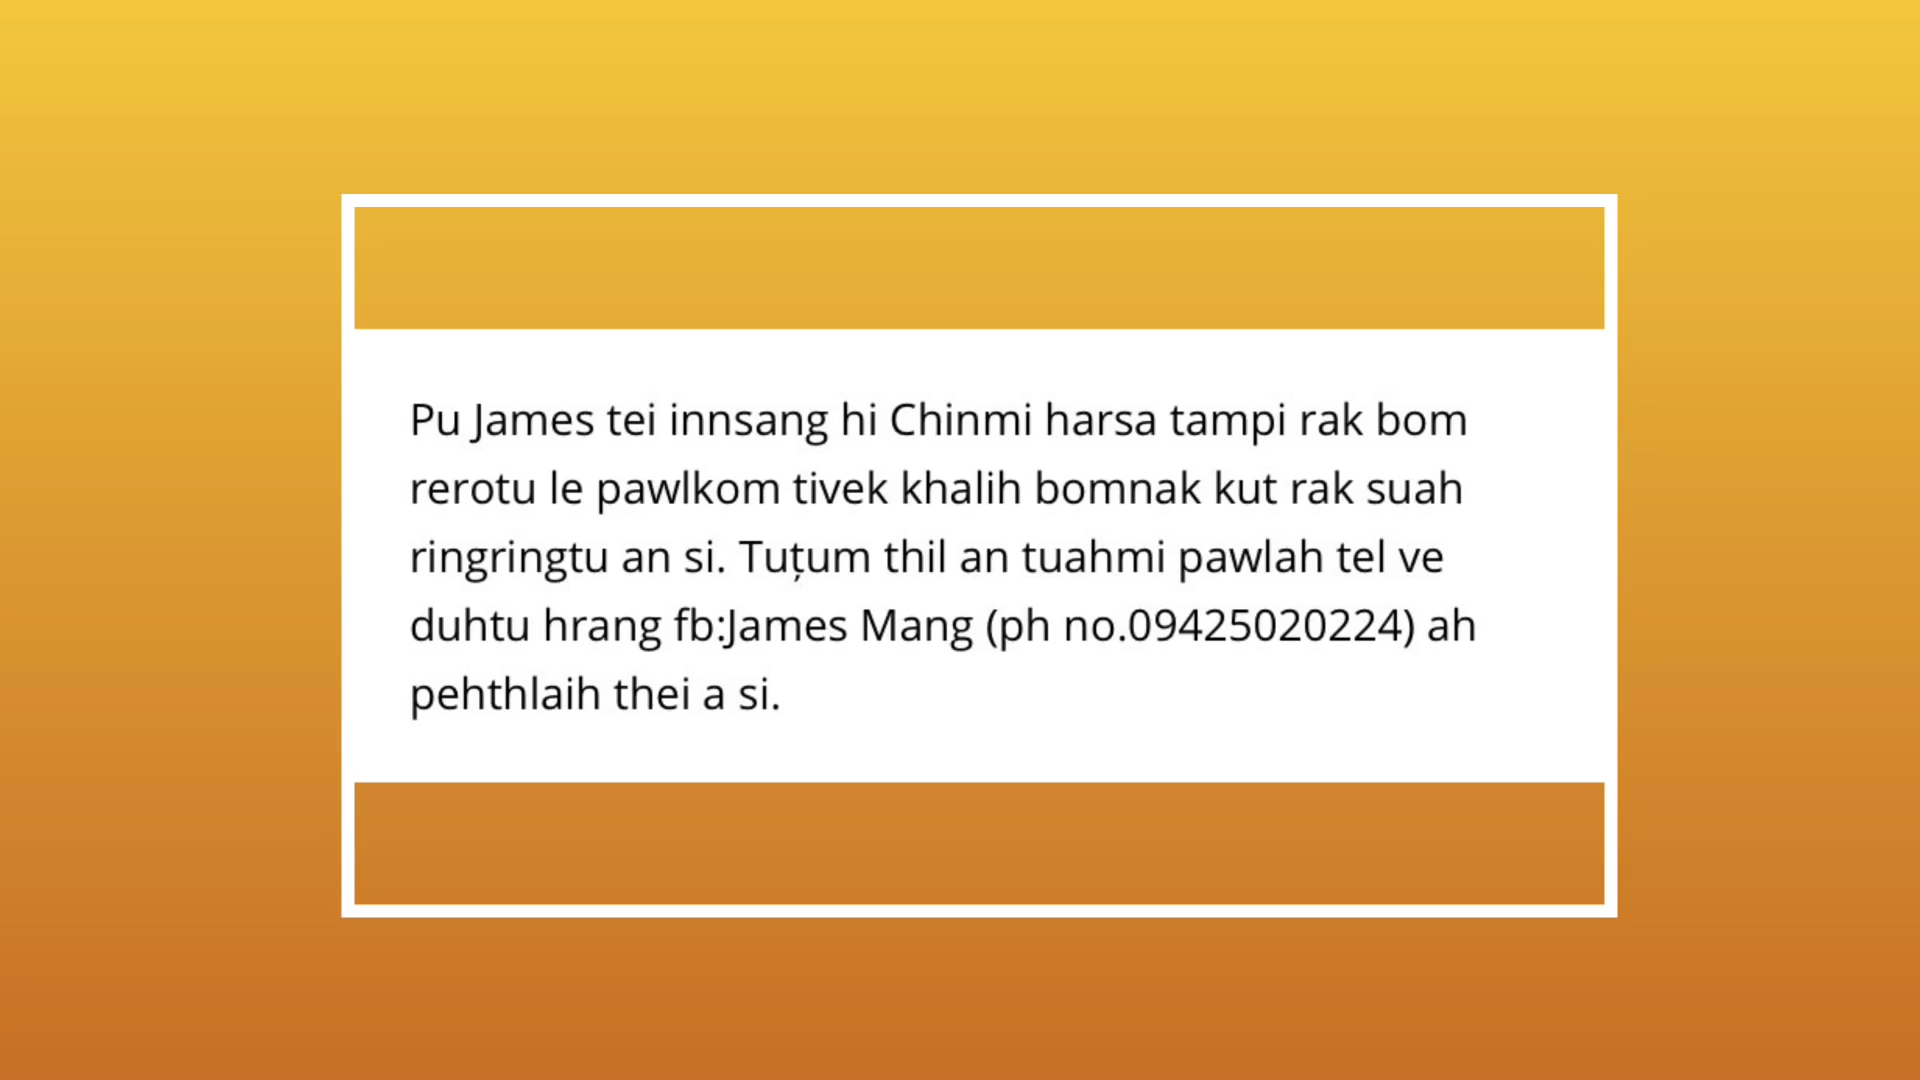 Pu James tei innsang hi Chinmi harsa tampi rak bom
rerotu le pawlkom tivek khalih bomnak kut rak suah
ringringtu an si. Tuṭum thil an tuahmi pawlah tel ve
duhtu hrang fb:James Mang (ph no.09425020224) ah
pehthlaih thei a si.